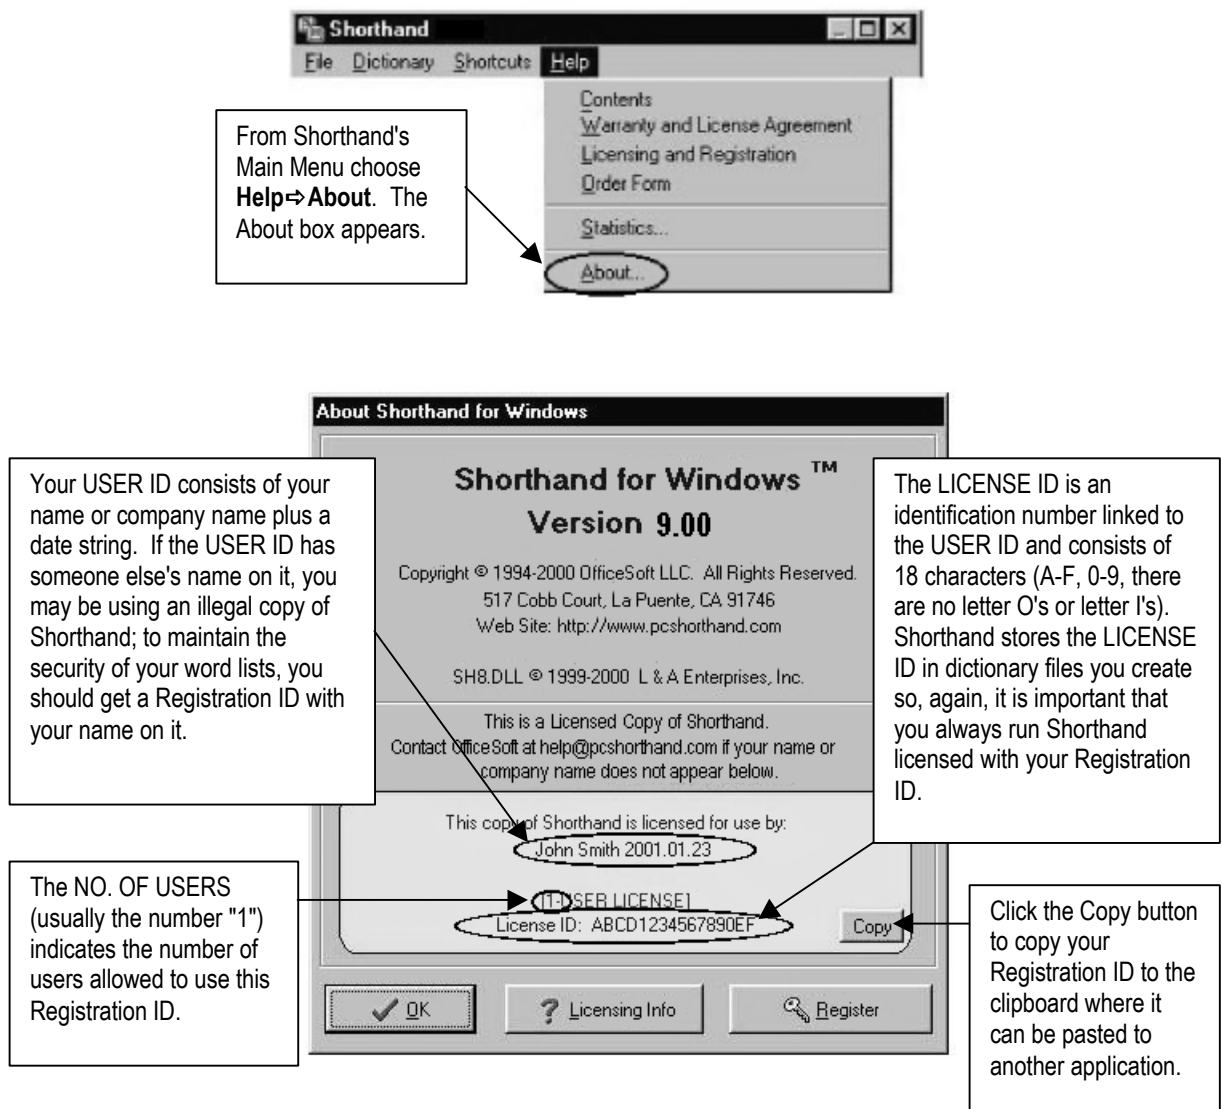 Shorthand
File Dictionary Shortcuts Help
Contents
Warranty and License Agreement
Licensing and Registration
Order Form
Statistics...
About...
From Shorthand's
Main Menu choose
Help⇨About. The
About box appears.
About Shorthand for Windows
Shorthand for Windows ™
Version 9.00
Copyright © 1994-2000 OfficeSoft LLC. All Rights Reserved.
517 Cobb Court, La Puente, CA 91746
Web Site: http://www.pcshorthand.com
SH8.DLL © 1999-2000 L & A Enterprises, Inc.
This is a Licensed Copy of Shorthand.
Contact OfficeSoft at help@pcshorthand.com if your name or
company name does not appear below.
This copy of Shorthand is licensed for use by:
John Smith 2001.01.23
[1-USER LICENSE]
License ID: ABCD1234567890EF
Copy
OK
? Licensing Info
Register
Your USER ID consists of your
name or company name plus a
date string. If the USER ID has
someone else's name on it, you
may be using an illegal copy of
Shorthand; to maintain the
security of your word lists, you
should get a Registration ID with
your name on it.
The LICENSE ID is an
identification number linked to
the USER ID and consists of
18 characters (A-F, 0-9, there
are no letter O's or letter I's).
Shorthand stores the LICENSE
ID in dictionary files you create
so, again, it is important that
you always run Shorthand
licensed with your Registration
ID.
The NO. OF USERS
(usually the number "1")
indicates the number of
users allowed to use this
Registration ID.
Click the Copy button
to copy your
Registration ID to the
clipboard where it
can be pasted to
another application.